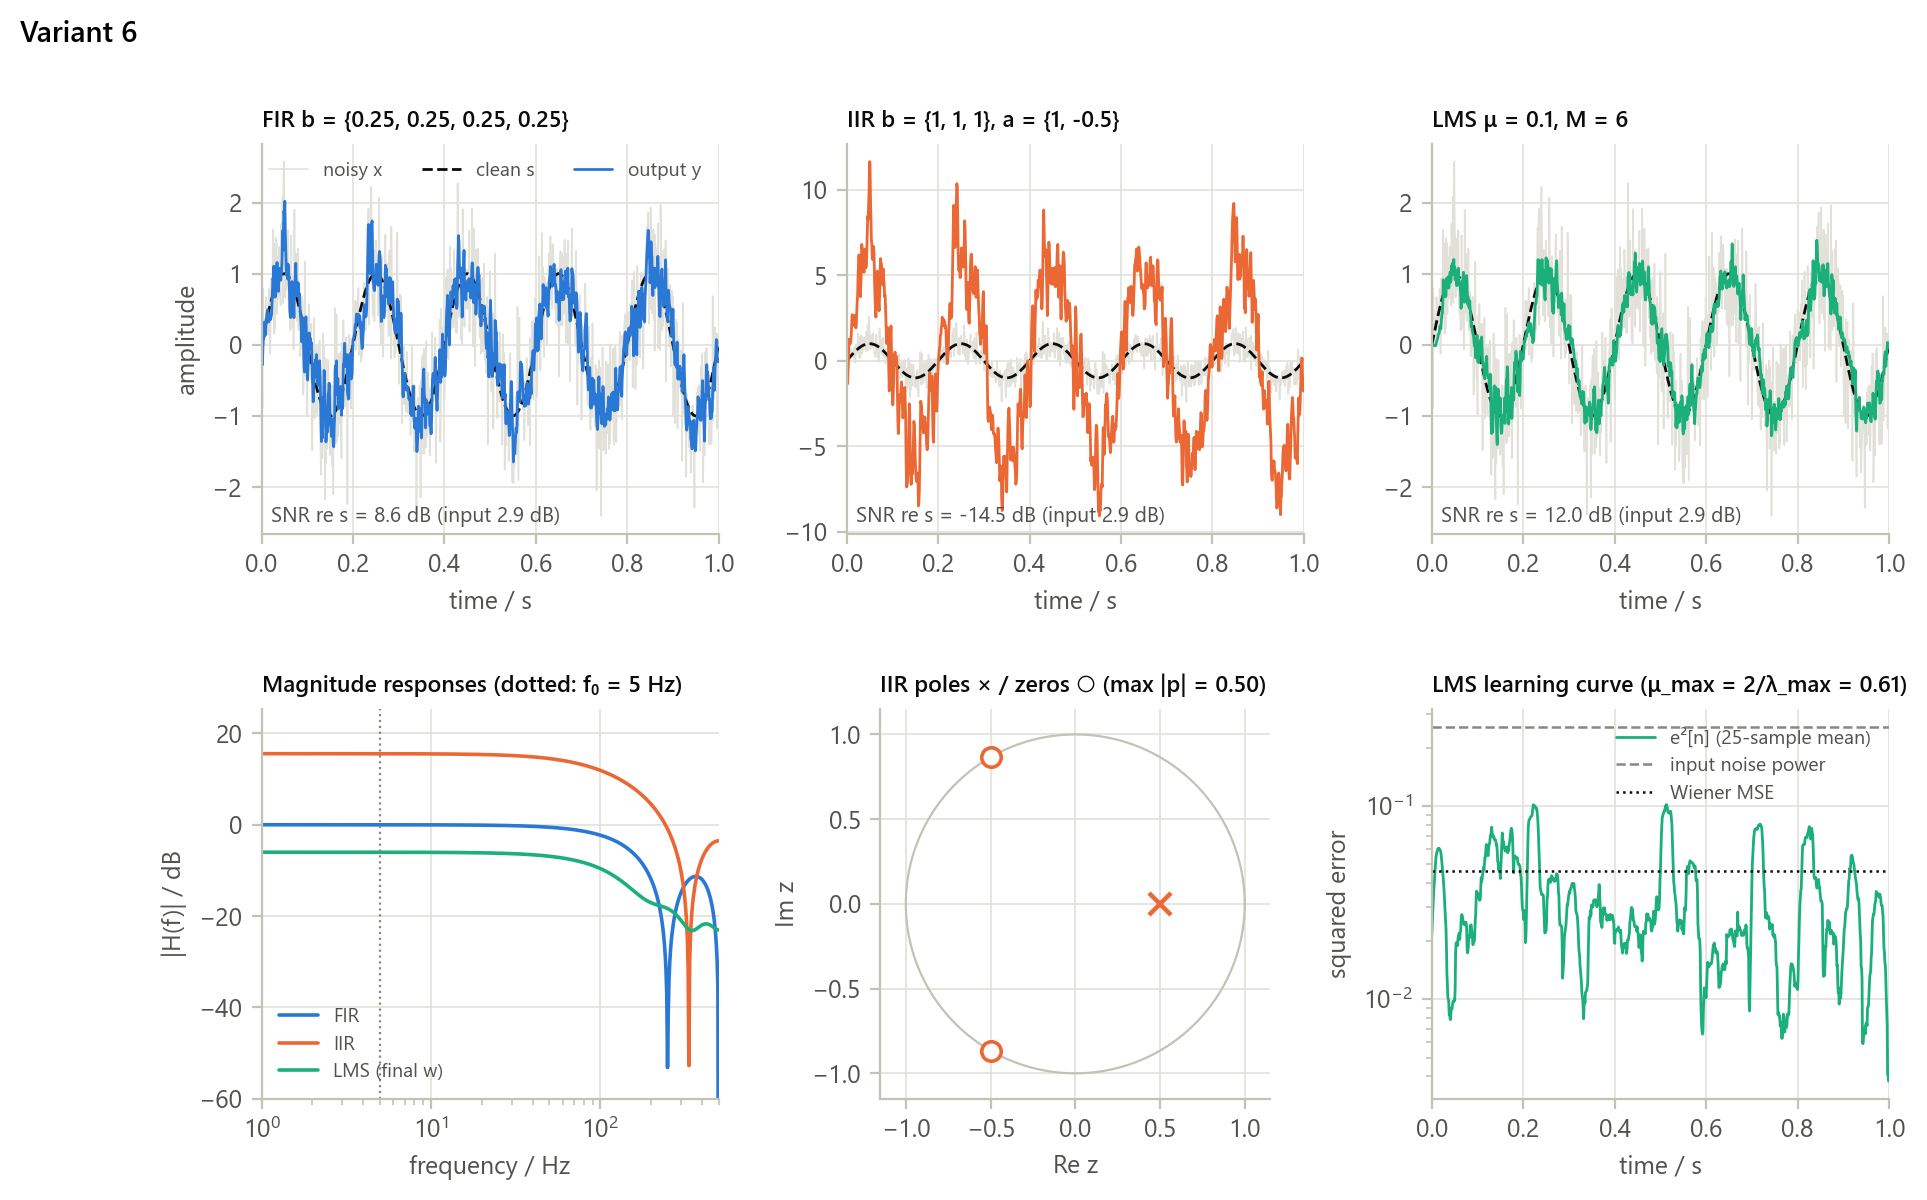 Variant 6
FIR b = {0.25, 0.25, 0.25, 0.25}
noisy x
clean s
output y
2
1
0
−1
−2
amplitude
SNR re s = 8.6 dB (input 2.9 dB)
0.0 0.2 0.4 0.6 0.8 1.0
time / s
IIR b = {1, 1, 1}, a = {1, -0.5}
10
5
0
−5
−10
SNR re s = -14.5 dB (input 2.9 dB)
0.0 0.2 0.4 0.6 0.8 1.0
time / s
LMS μ = 0.1, M = 6
2
1
0
−1
−2
SNR re s = 12.0 dB (input 2.9 dB)
0.0 0.2 0.4 0.6 0.8 1.0
time / s
Magnitude responses (dotted: f₀ = 5 Hz)
20
0
−20
−40
−60
|H(f)| / dB
FIR
IIR
LMS (final w)
10⁰ 10¹ 10²
frequency / Hz
IIR poles × / zeros ○ (max |p| = 0.50)
1.0
0.5
0.0
−0.5
−1.0
Im z
−1.0 −0.5 0.0 0.5 1.0
Re z
LMS learning curve (μ_max = 2/λ_max = 0.61)
e²[n] (25-sample mean)
input noise power
Wiener MSE
10⁻¹
10⁻²
squared error
0.0 0.2 0.4 0.6 0.8 1.0
time / s